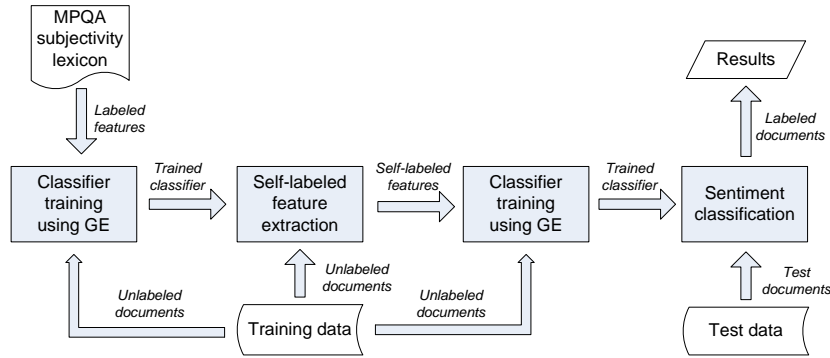 MPQA
subjectivity
lexicon
Results
Labeled
features
Labeled
documents
Classifier
training
using GE
Trained
classifier
Self-labeled
feature
extraction
Self-labeled
features
Classifier
training
using GE
Trained
classifier
Sentiment
classification
Unlabeled
documents
Unlabeled
documents
Unlabeled
documents
Test
documents
Training data
Test data